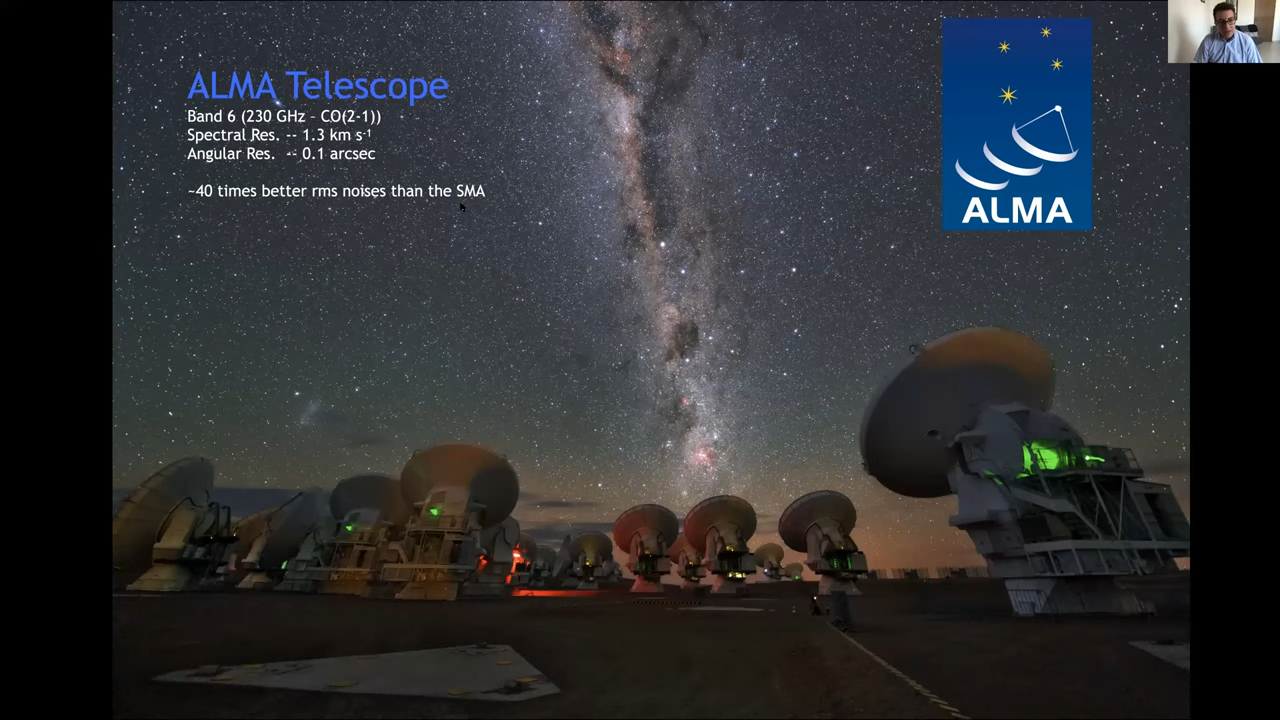 ALMA Telescope
Band 6 (230 GHz – CO(2-1))
Spectral Res. -- 1.3 km s-1
Angular Res. -- 0.1 arcsec
~40 times better rms noises than the SMA
ALMA